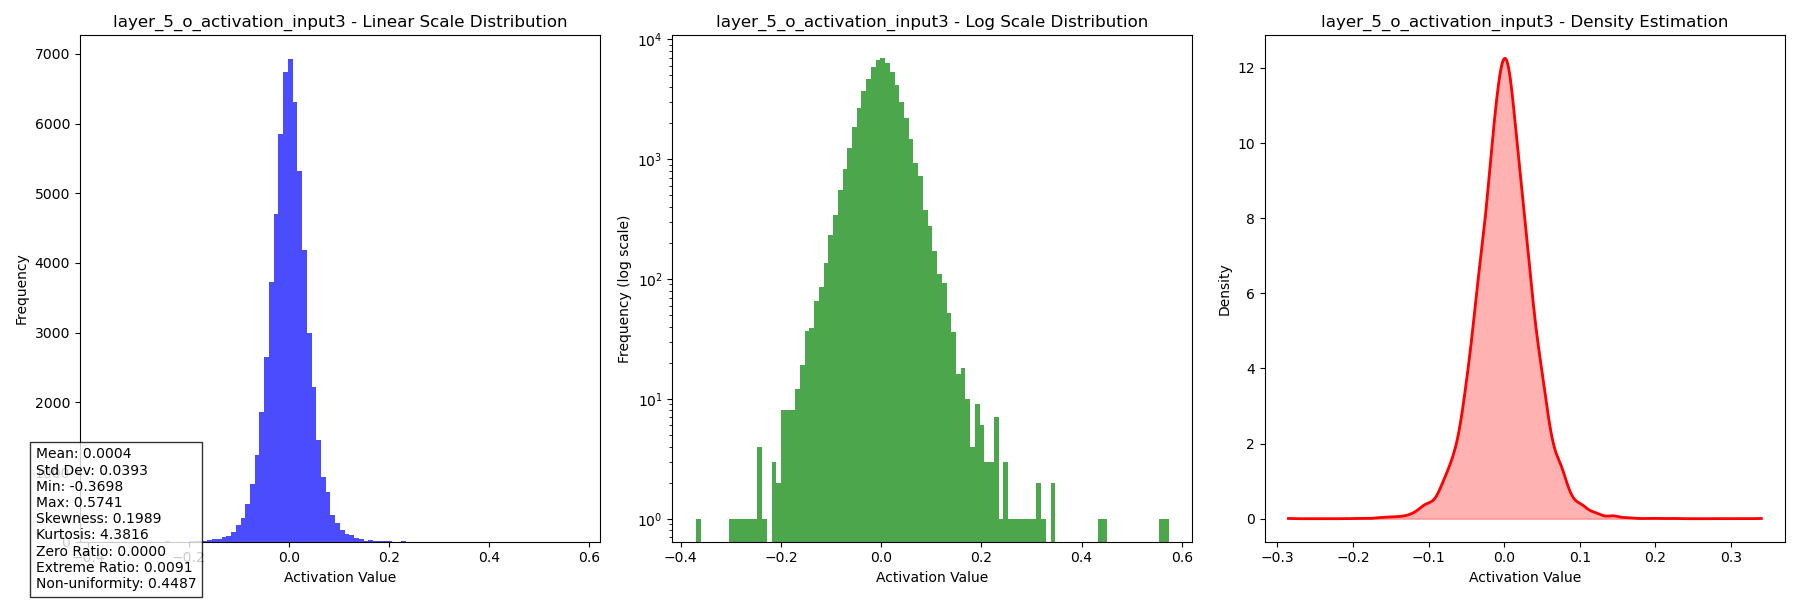 layer_5_o_activation_input3 - Linear Scale Distribution
7000
6000
5000
4000
3000
2000
Frequency
0.0
0.2
0.4
0.6
Activation Value
Mean: 0.0004
Std Dev: 0.0393
Min: -0.3698
Max: 0.5741
Skewness: 0.1989
Kurtosis: 4.3816
Zero Ratio: 0.0000
Extreme Ratio: 0.0091
Non-uniformity: 0.4487
layer_5_o_activation_input3 - Log Scale Distribution
10^4
10^3
10^2
10^1
10^0
Frequency (log scale)
−0.4
−0.2
0.0
0.2
0.4
0.6
Activation Value
layer_5_o_activation_input3 - Density Estimation
12
10
8
6
4
2
0
Density
−0.3
−0.2
−0.1
0.0
0.1
0.2
0.3
Activation Value